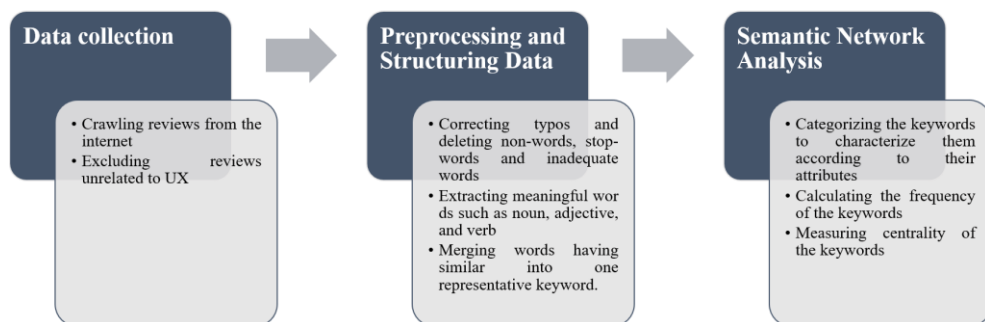 Data collection
• Crawling reviews from the
internet
• Excluding reviews
unrelated to UX
Preprocessing and
Structuring Data
• Correcting typos and
deleting non-words, stop-
words and inadequate
words
• Extracting meaningful wor
ds such as noun, adjective,
and verb
• Merging words having
similar into one
representative keyword.
Semantic Network
Analysis
• Categorizing the keywords
to characterize them
according to their
attributes
• Calculating the frequency
of the keywords
• Measuring centrality of
the keywords